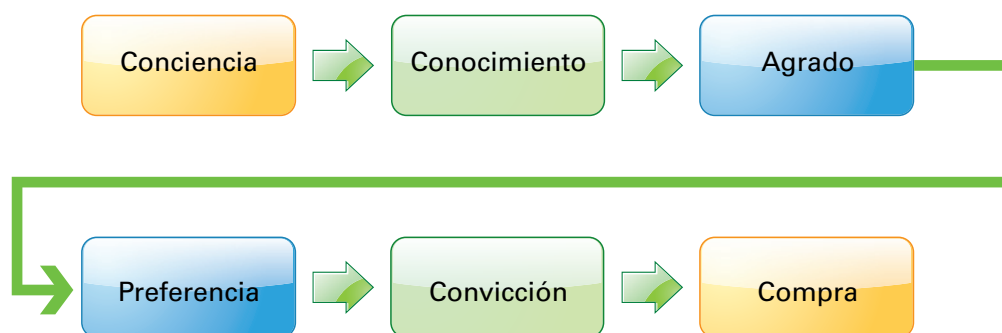 Conciencia
Conocimiento
Agrado
Preferencia
Convicción
Compra